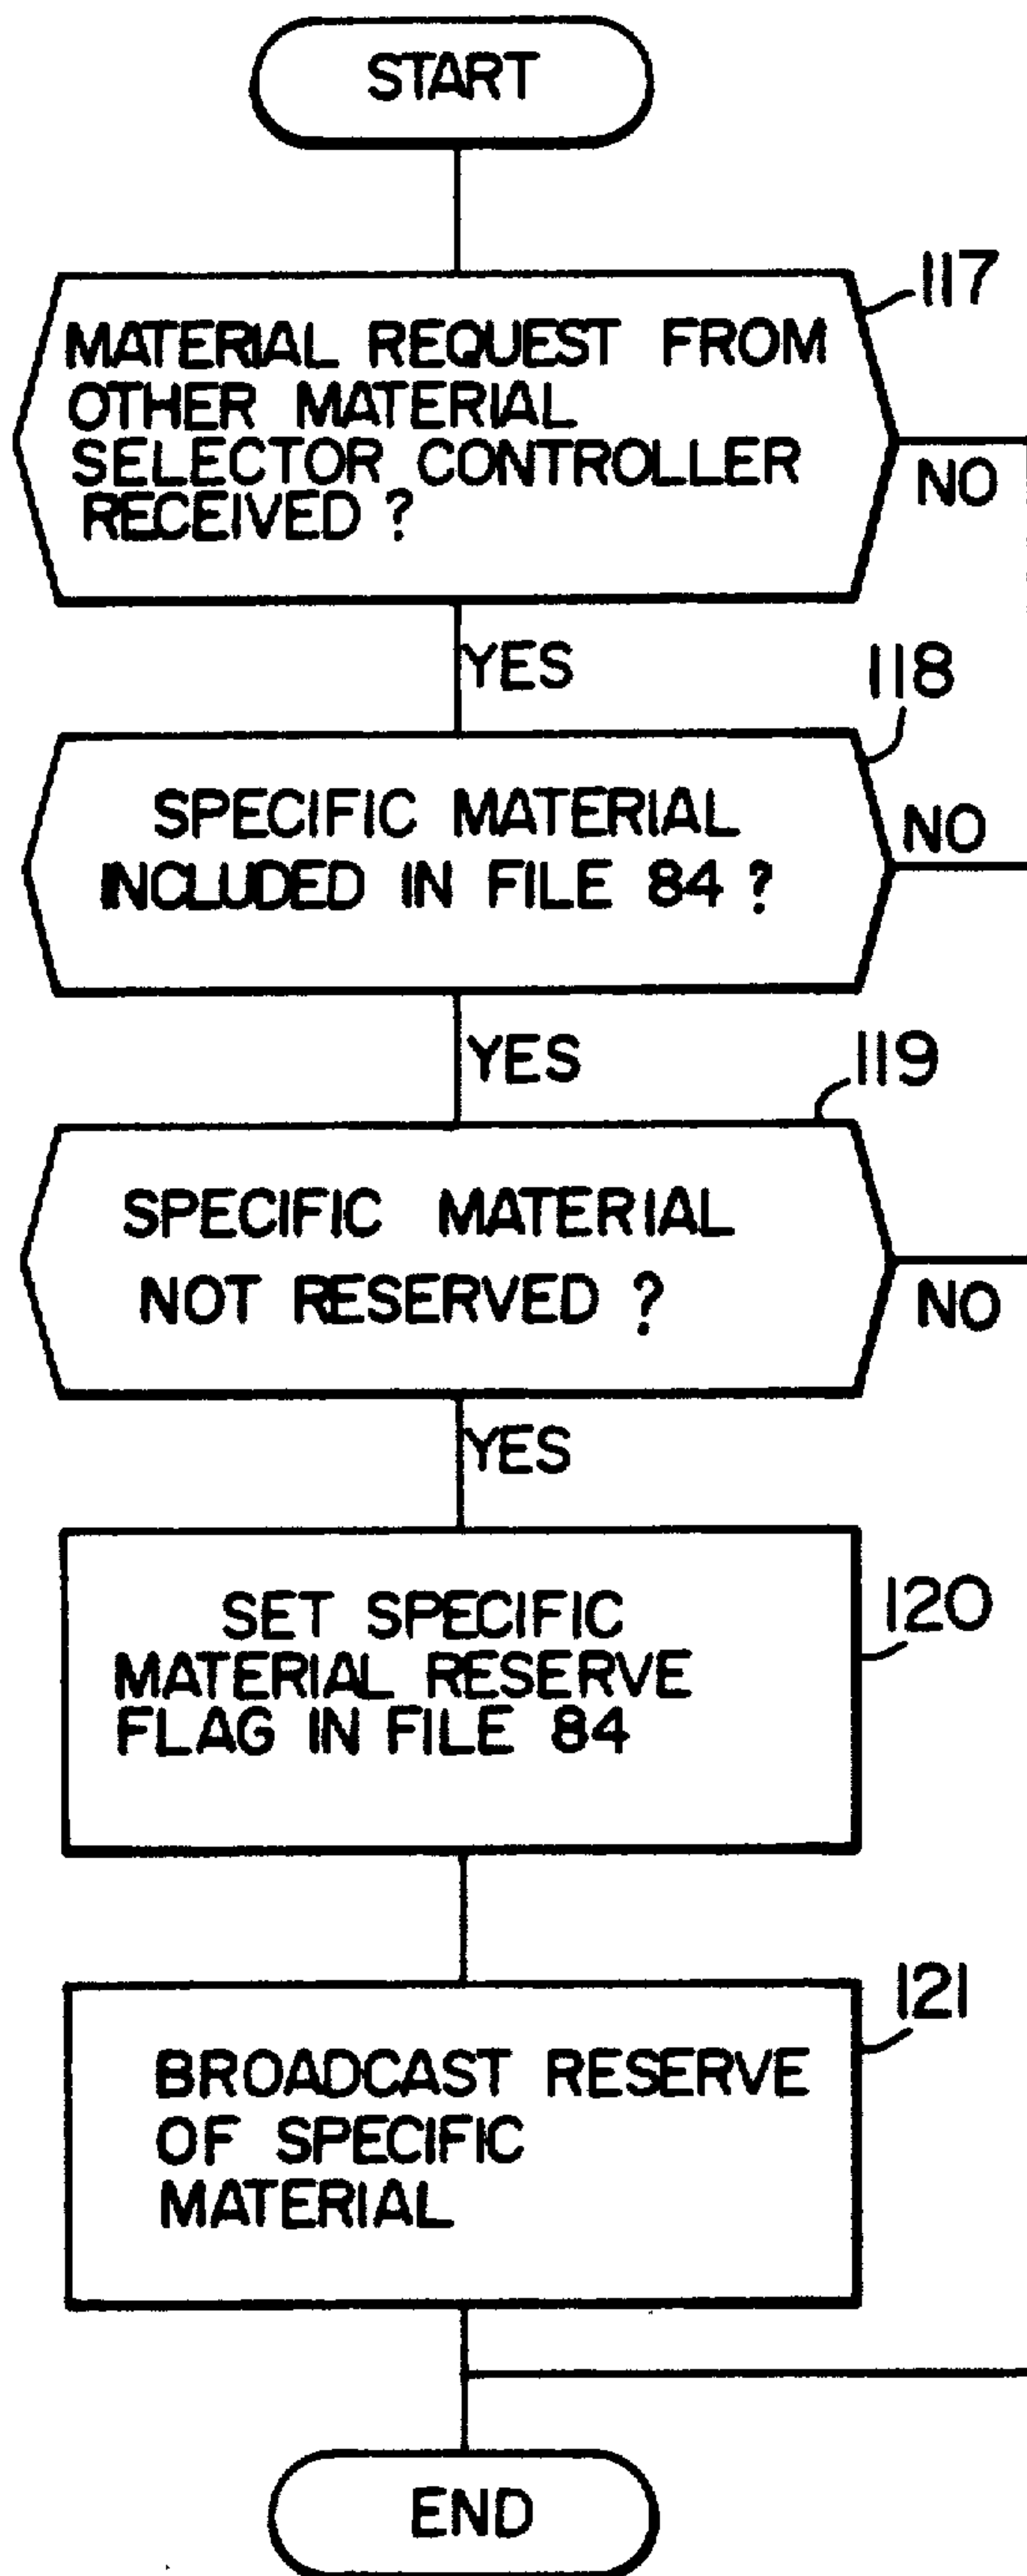 START
117
MATERIAL REQUEST FROM
OTHER MATERIAL
SELECTOR CONTROLLER
RECEIVED ?
NO
YES
118
SPECIFIC MATERIAL
INCLUDED IN FILE 84 ?
NO
YES
119
SPECIFIC MATERIAL
NOT RESERVED ?
NO
YES
120
SET SPECIFIC
MATERIAL RESERVE
FLAG IN FILE 84
121
BROADCAST RESERVE
OF SPECIFIC
MATERIAL
END